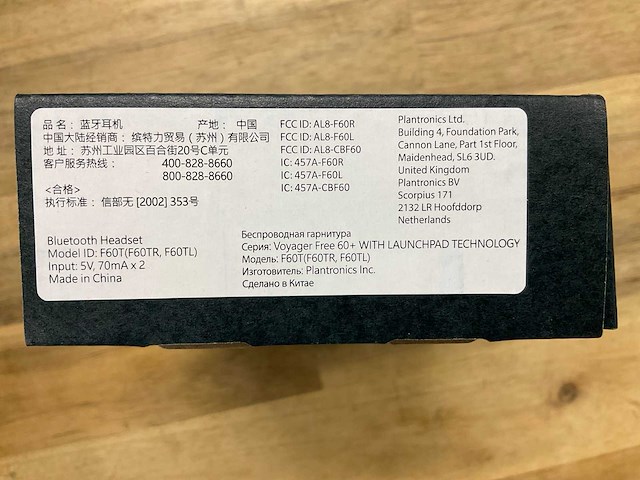 品名：蓝牙耳机 产地：中国
中国大陆经销商：缤特力贸易（苏州）有限公司
地 址：苏州工业园区百合街20号C单元
客户服务热线： 400-828-8660
800-828-8660
<合格>
执行标准：信部无 [2002] 353号
FCC ID: AL8-F60R
FCC ID: AL8-F60L
FCC ID: AL8-CBF60
IC: 457A-F60R
IC: 457A-F60L
IC: 457A-CBF60
Plantronics Ltd.
Building 4, Foundation Park,
Cannon Lane, Part 1st Floor,
Maidenhead, SL6 3UD.
United Kingdom
Plantronics BV
Scorpius 171
2132 LR Hoofddorp
Netherlands
Bluetooth Headset
Model ID: F60T(F60TR, F60TL)
Input: 5V, 70mA x 2
Made in China
Беспроводная гарнитура
Серия: Voyager Free 60+ WITH LAUNCHPAD TECHNOLOGY
Модель: F60T(F60TR, F60TL)
Изготовитель: Plantronics Inc.
Сделано в Китае